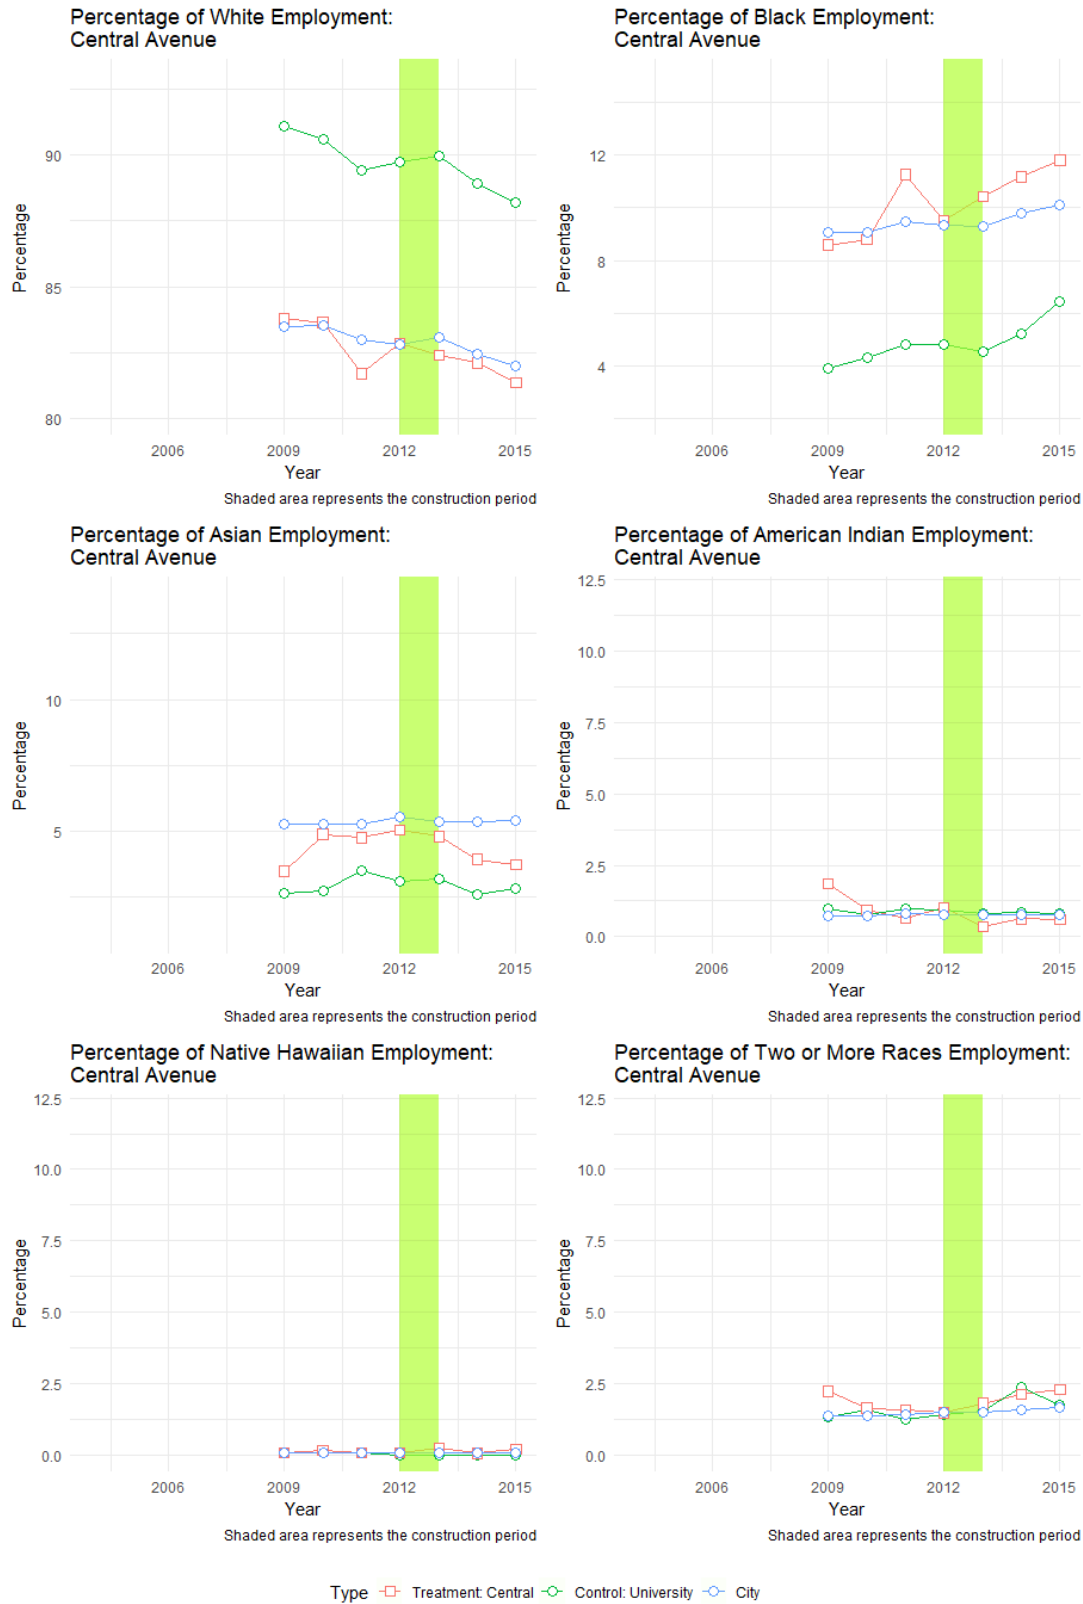 Percentage of White Employment:
Central Avenue
90
85
80
Percentage
2006 2009 2012 2015
Year
Shaded area represents the construction period
Percentage of Black Employment:
Central Avenue
12
8
4
Percentage
2006 2009 2012 2015
Year
Shaded area represents the construction period
Percentage of Asian Employment:
Central Avenue
10
5
Percentage
2006 2009 2012 2015
Year
Shaded area represents the construction period
Percentage of American Indian Employment:
Central Avenue
12.5
10.0
7.5
5.0
2.5
0.0
Percentage
2006 2009 2012 2015
Year
Shaded area represents the construction period
Percentage of Native Hawaiian Employment:
Central Avenue
12.5
10.0
7.5
5.0
2.5
0.0
Percentage
2006 2009 2012 2015
Year
Shaded area represents the construction period
Percentage of Two or More Races Employment:
Central Avenue
12.5
10.0
7.5
5.0
2.5
0.0
Percentage
2006 2009 2012 2015
Year
Shaded area represents the construction period
Type Treatment: Central Control: University City